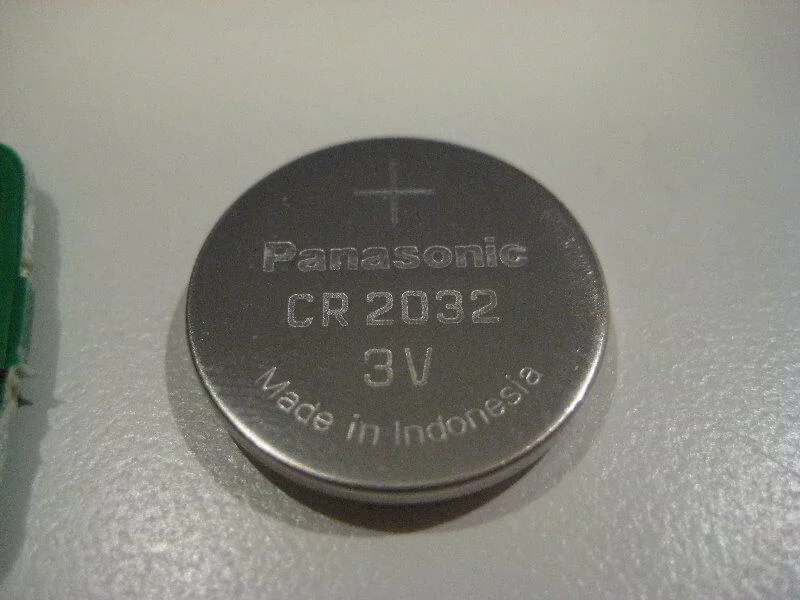 +
Panasonic
CR 2032
3V
Made in Indonesia